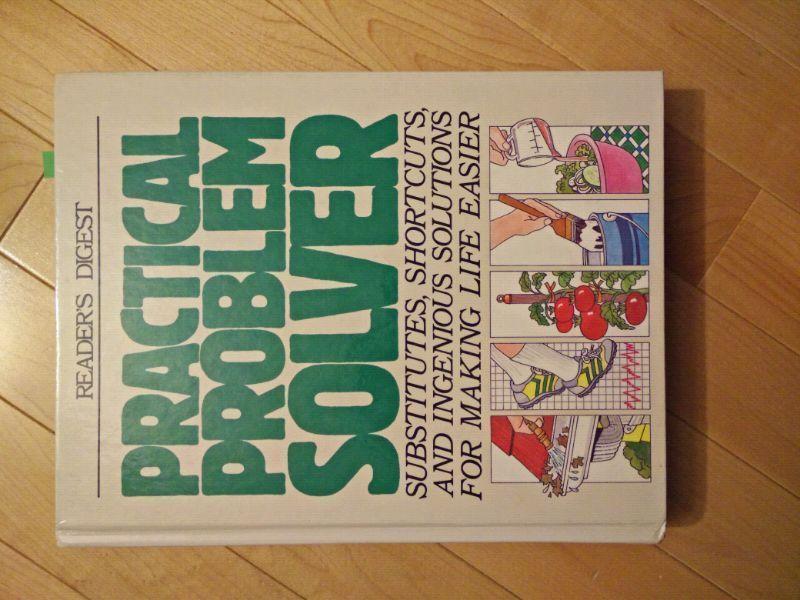 READER'S DIGEST
PRACTICAL
PROBLEM
SOLVER
SUBSTITUTES, SHORTCUTS,
AND INGENIOUS SOLUTIONS
FOR MAKING LIFE EASIER